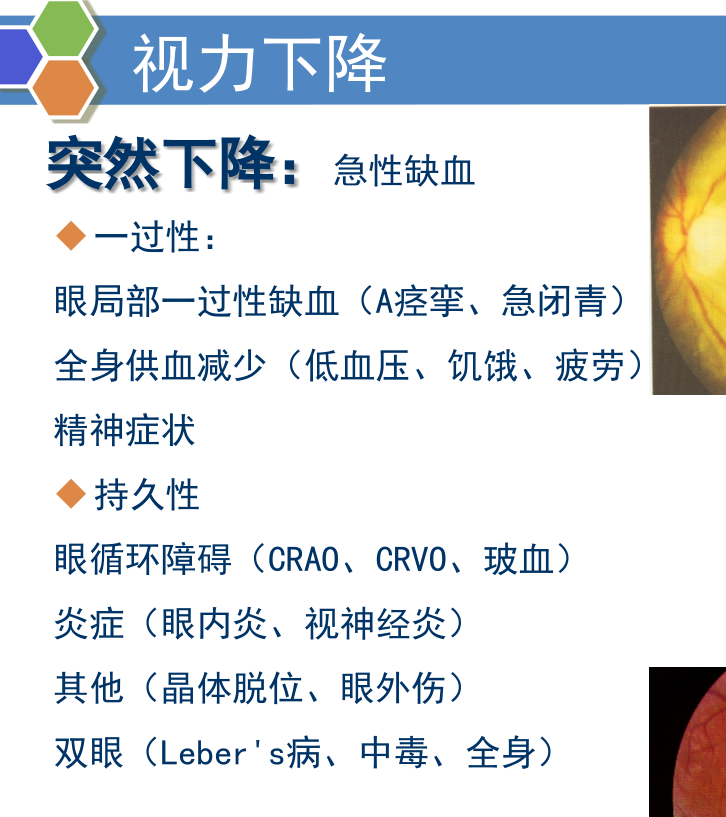 视力下降
突然下降：急性缺血
一过性：
眼局部一过性缺血（A痉挛、急闭青）
全身供血减少（低血压、饥饿、疲劳）
精神症状
持久性
眼循环障碍（CRAO、CRVO、玻血）
炎症（眼内炎、视神经炎）
其他（晶体脱位、眼外伤）
双眼（Leber's病、中毒、全身）